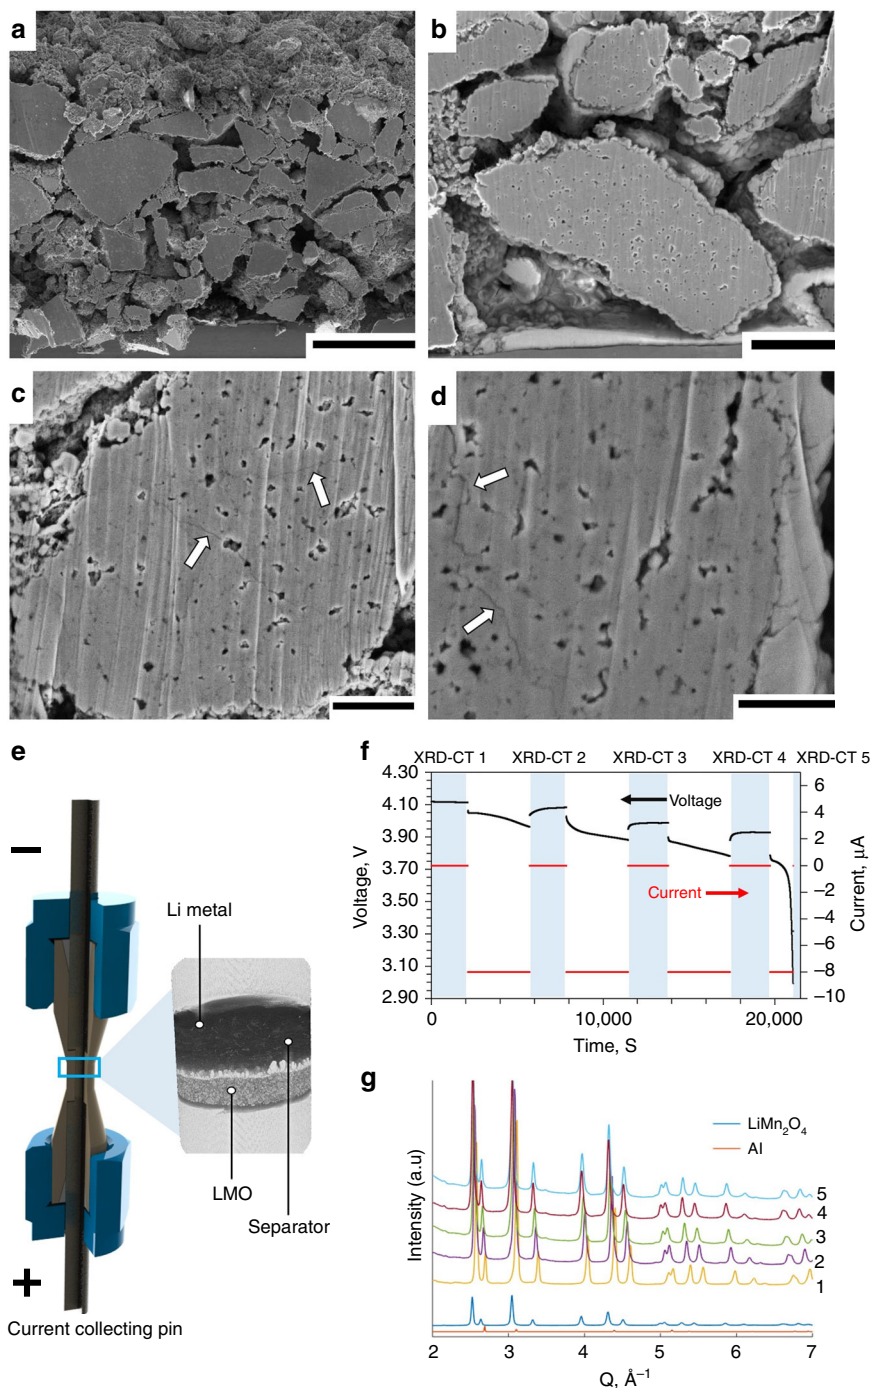 a
b
c
d
e
Li metal
LMO
Separator
Current collecting pin
f
XRD-CT 1 XRD-CT 2 XRD-CT 3 XRD-CT 4 XRD-CT 5
4.30
4.10
3.90
3.70
3.50
3.30
3.10
2.90
Voltage, V
Voltage
Current
6
4
2
0
−2
−4
−6
−8
−10
Current, µA
0 10,000 20,000
Time, S
g
LiMn₂O₄
Al
5
4
3
2
1
Intensity (a.u)
2 3 4 5 6 7
Q, Å⁻¹